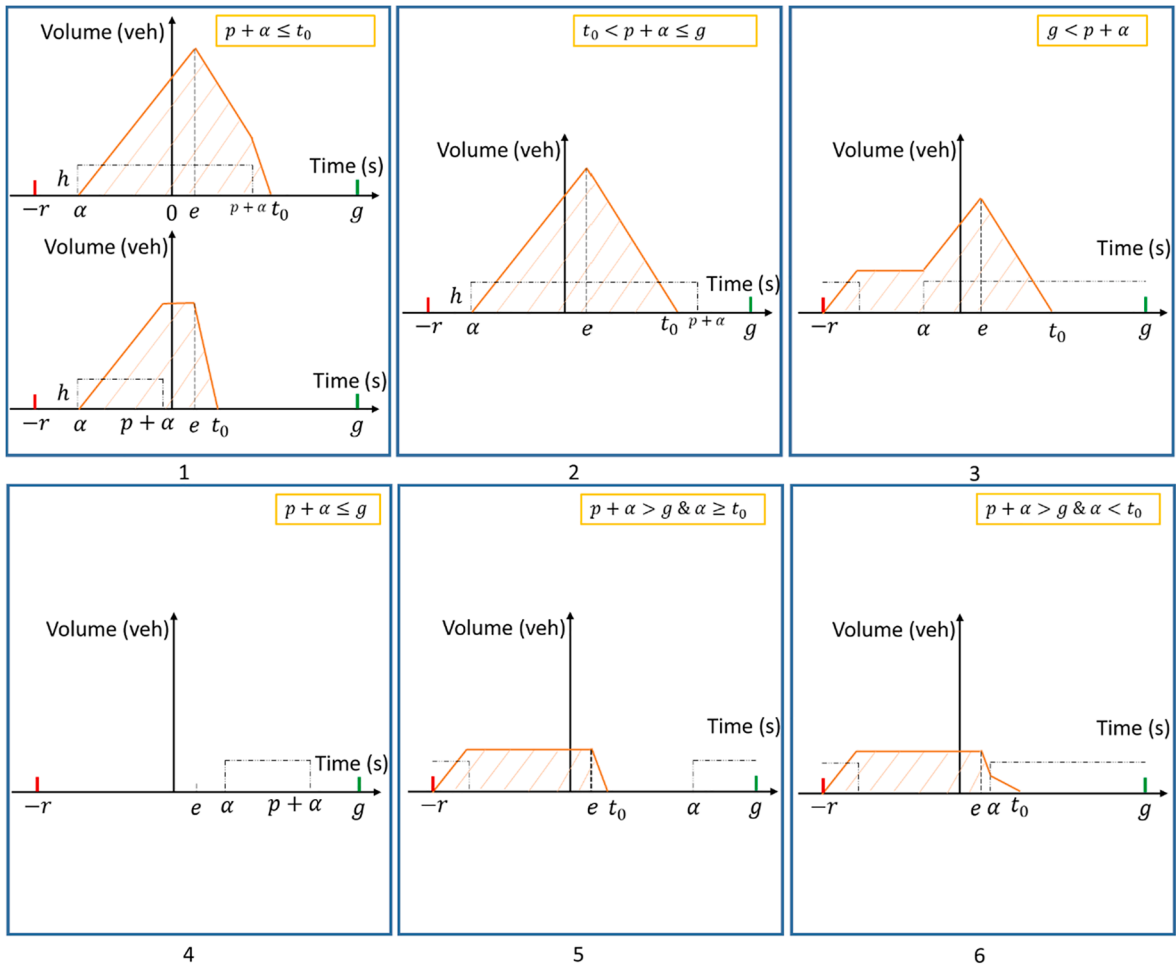 Volume (veh)
p + α ≤ t₀
h
Time (s)
−r α 0 e p + α t₀ g
Volume (veh)
h
Time (s)
−r α p + α e t₀ g
1
t₀ < p + α ≤ g
Volume (veh)
h
Time (s)
−r α e t₀ p + α g
2
g < p + α
Volume (veh)
Time (s)
−r α e t₀ g
3
p + α ≤ g
Volume (veh)
Time (s)
−r e α p + α g
4
p + α > g & α ≥ t₀
Volume (veh)
Time (s)
−r e t₀ α g
5
p + α > g & α < t₀
Volume (veh)
Time (s)
−r e α t₀ g
6